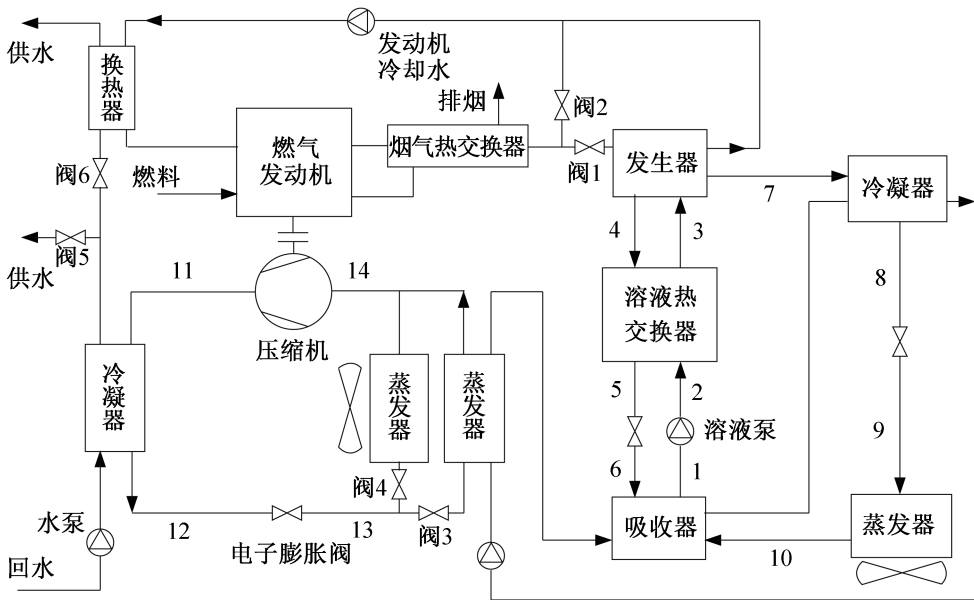 供水
换热器
发动机
冷却水
排烟
阀2
燃气
发动机
烟气热交换器
阀1
发生器
阀6
燃料
7
冷凝器
4
3
阀5
供水
11
14
8
溶液热
交换器
压缩机
冷凝器
蒸发器
蒸发器
5
2
溶液泵
9
阀4
6
1
水泵
12
13
阀3
吸收器
蒸发器
电子膨胀阀
10
回水